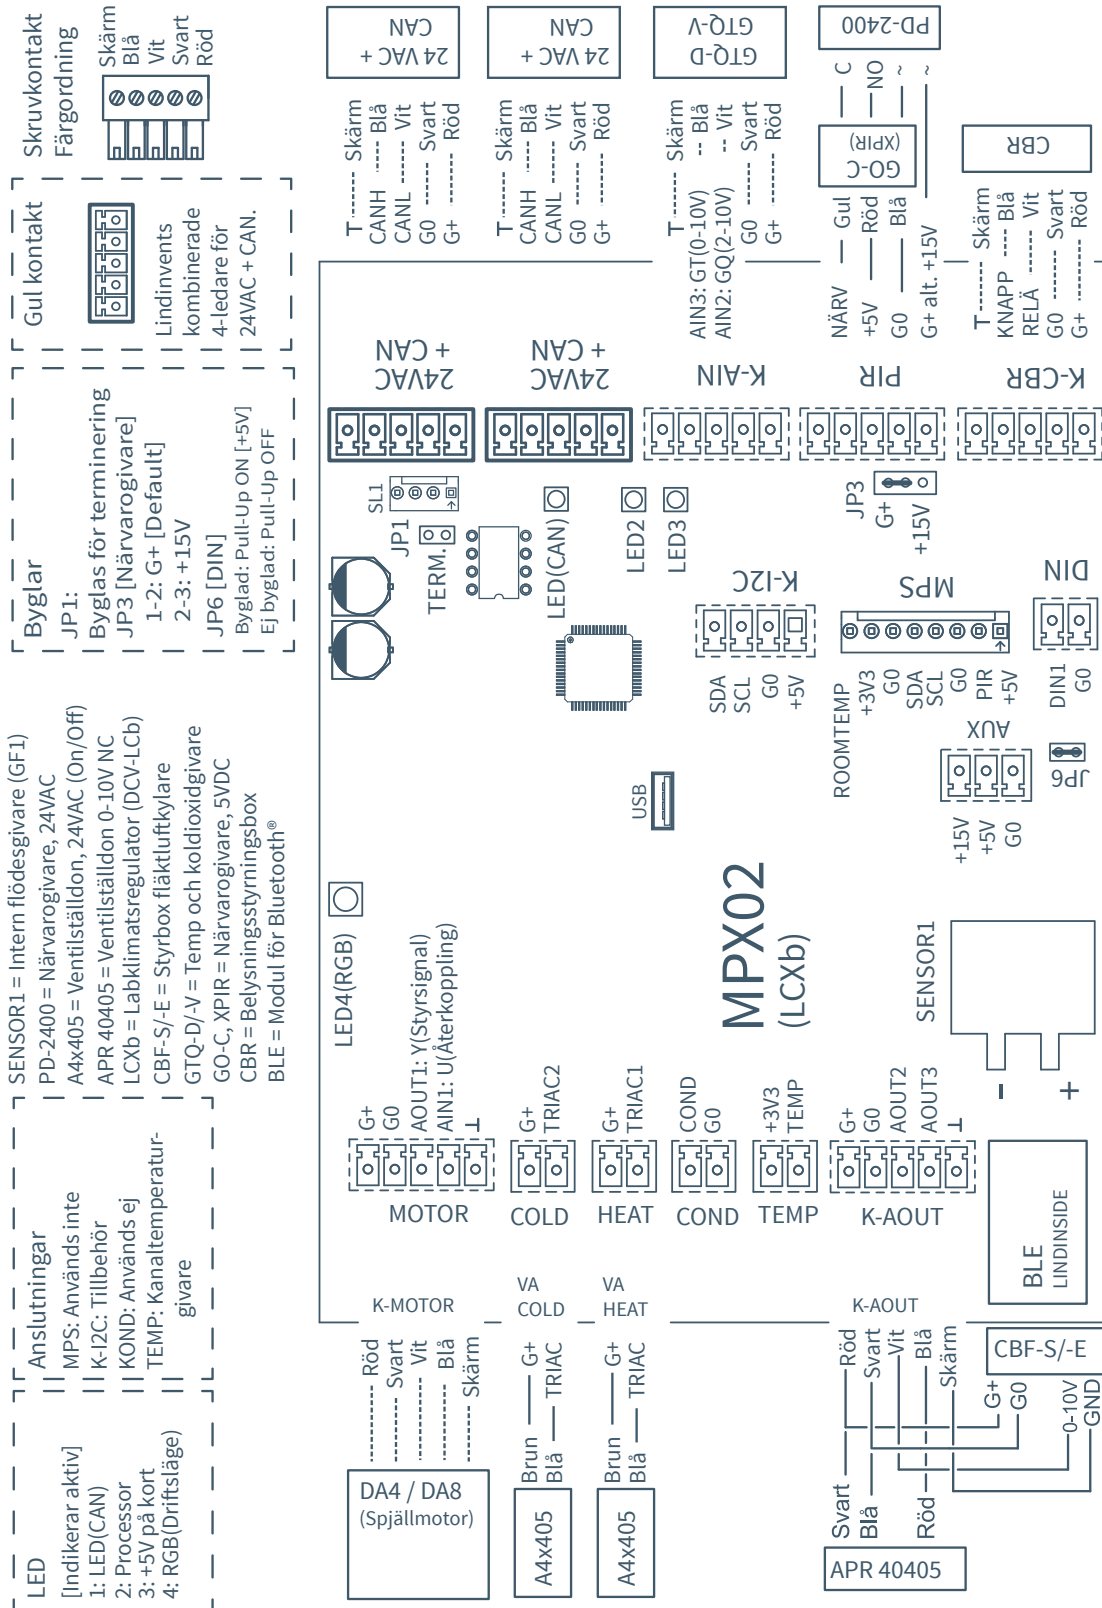 LED
[Indikerar aktiv]
1: LED(CAN)
2: Processor
3: +5V på kort
4: RGB(Driftsläge)
Anslutningar
MPS: Används inte
K-I2C: Tillbehör
KOND: Används ej
TEMP: Kanaltemperatur-
givare
SENSOR1 = Intern flödesgivare (GF1)
PD-2400 = Närvarogivare, 24VAC
A4x405 = Ventilställdon, 24VAC (On/Off)
APR 40405 = Ventilställdon 0-10V NC
LCXb = Labklimatsregulator (DCV-LCb)
CBF-S/-E = Styrbox fläktluftkylare
GTQ-D/-V = Temp och koldioxidgivare
GO-C, XPIR = Närvarogivare, 5VDC
CBR = Belysningsstyrningsbox
BLE = Modul för Bluetooth®
Byglar
JP1:
Byglas för terminering
JP3 [Närvarogivare]
1-2: G+ [Default]
2-3: +15V
JP6 [DIN]
Byglad: Pull-Up ON [+5V]
Ej byglad: Pull-Up OFF
Gul kontakt
Lindinvents
kombinerade
4-ledare för
24VAC + CAN.
Skruvkontakt
Färgordning
Skärm
Blå
Vit
Svart
Röd
24 VAC +
CAN
T Skärm
CANH Blå
CANL Vit
G0 Svart
G+ Röd
24VAC
+ CAN
24 VAC +
CAN
T Skärm
CANH Blå
CANL Vit
G0 Svart
G+ Röd
24VAC
+ CAN
GTQ-D
GTQ-V
T Skärm
AIN3: GT(0-10V) Blå
AIN2: GQ(2-10V) Vit
G0 Svart
G+ Röd
K-AIN
PD-2400
C
NO
~
~
GO-C
(XPIR)
NÄRV Gul
+5V Röd
G0 Blå
G+ alt. +15V
PIR
CBR
T Skärm
KNAPP Blå
RELÄ Vit
G0 Svart
G+ Röd
K-CBR
SL1
JP1
TERM.
LED(CAN)
LED2
LED3
JP3
G+
+15V
K-I2C
SDA
SCL
G0
+5V
MPS
ROOMTEMP
+3V3
G0
SDA
SCL
G0
PIR
+5V
DIN
DIN1
G0
AUX
+15V
+5V
G0
JP6
USB
LED4(RGB)
MPX02
(LCXb)
SENSOR1
-
+
G+
G0
AOUT1: Y(Styrsignal)
AIN1: U(Återkoppling)
T
MOTOR
G+
TRIAC2
COLD
G+
TRIAC1
HEAT
COND
G0
COND
+3V3
TEMP
TEMP
G+
G0
AOUT2
AOUT3
T
K-AOUT
BLE
LINDINSIDE
K-MOTOR
Röd
Svart
Vit
Blå
Skärm
DA4 / DA8
(Spjällmotor)
VA
COLD
Brun G+
Blå TRIAC
A4x405
VA
HEAT
Brun G+
Blå TRIAC
A4x405
K-AOUT
Röd
Svart
Vit
Blå
Skärm
Svart
Blå
Röd
APR 40405
CBF-S/-E
G+
G0
0-10V
GND